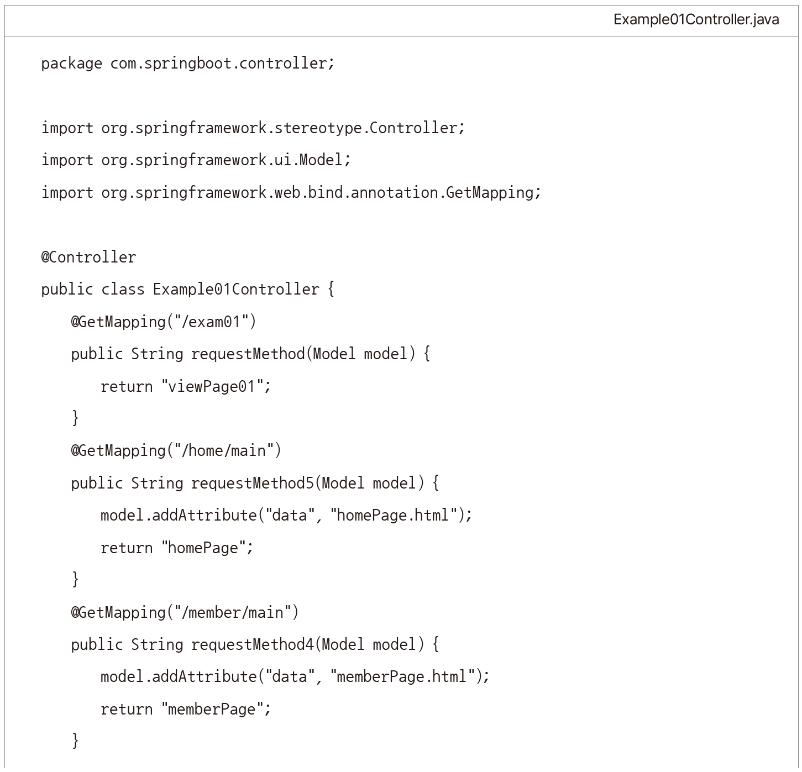 Example01Controller.java
package com.springboot.controller;
import org.springframework.stereotype.Controller;
import org.springframework.ui.Model;
import org.springframework.web.bind.annotation.GetMapping;
@Controller
public class Example01Controller {
@GetMapping("/exam01")
public String requestMethod(Model model) {
return "viewPage01";
}
@GetMapping("/home/main")
public String requestMethod5(Model model) {
model.addAttribute("data", "homePage.html");
return "homePage";
}
@GetMapping("/member/main")
public String requestMethod4(Model model) {
model.addAttribute("data", "memberPage.html");
return "memberPage";
}